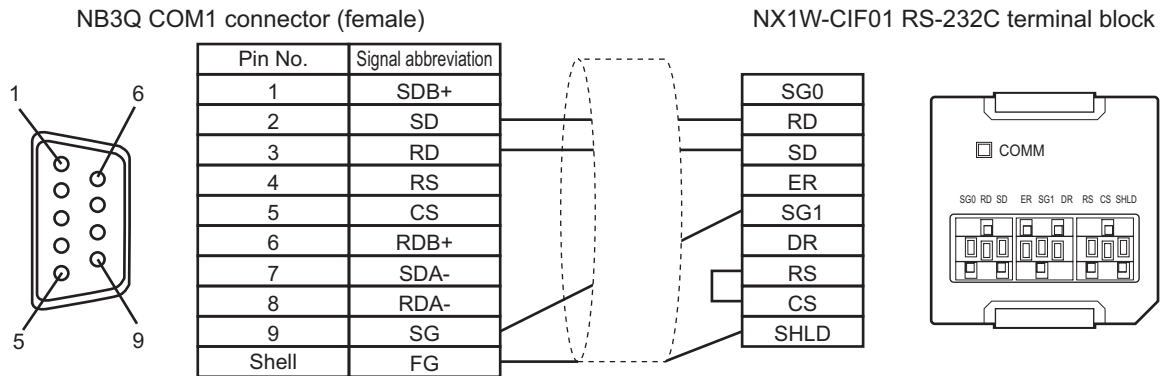 NB3Q COM1 connector (female)
NX1W-CIF01 RS-232C terminal block
1
6
5
9
Pin No. Signal abbreviation
1 SDB+
2 SD
3 RD
4 RS
5 CS
6 RDB+
7 SDA-
8 RDA-
9 SG
Shell FG
SG0
RD
SD
ER
SG1
DR
RS
CS
SHLD
COMM
SG0 RD SD ER SG1 DR RS CS SHLD